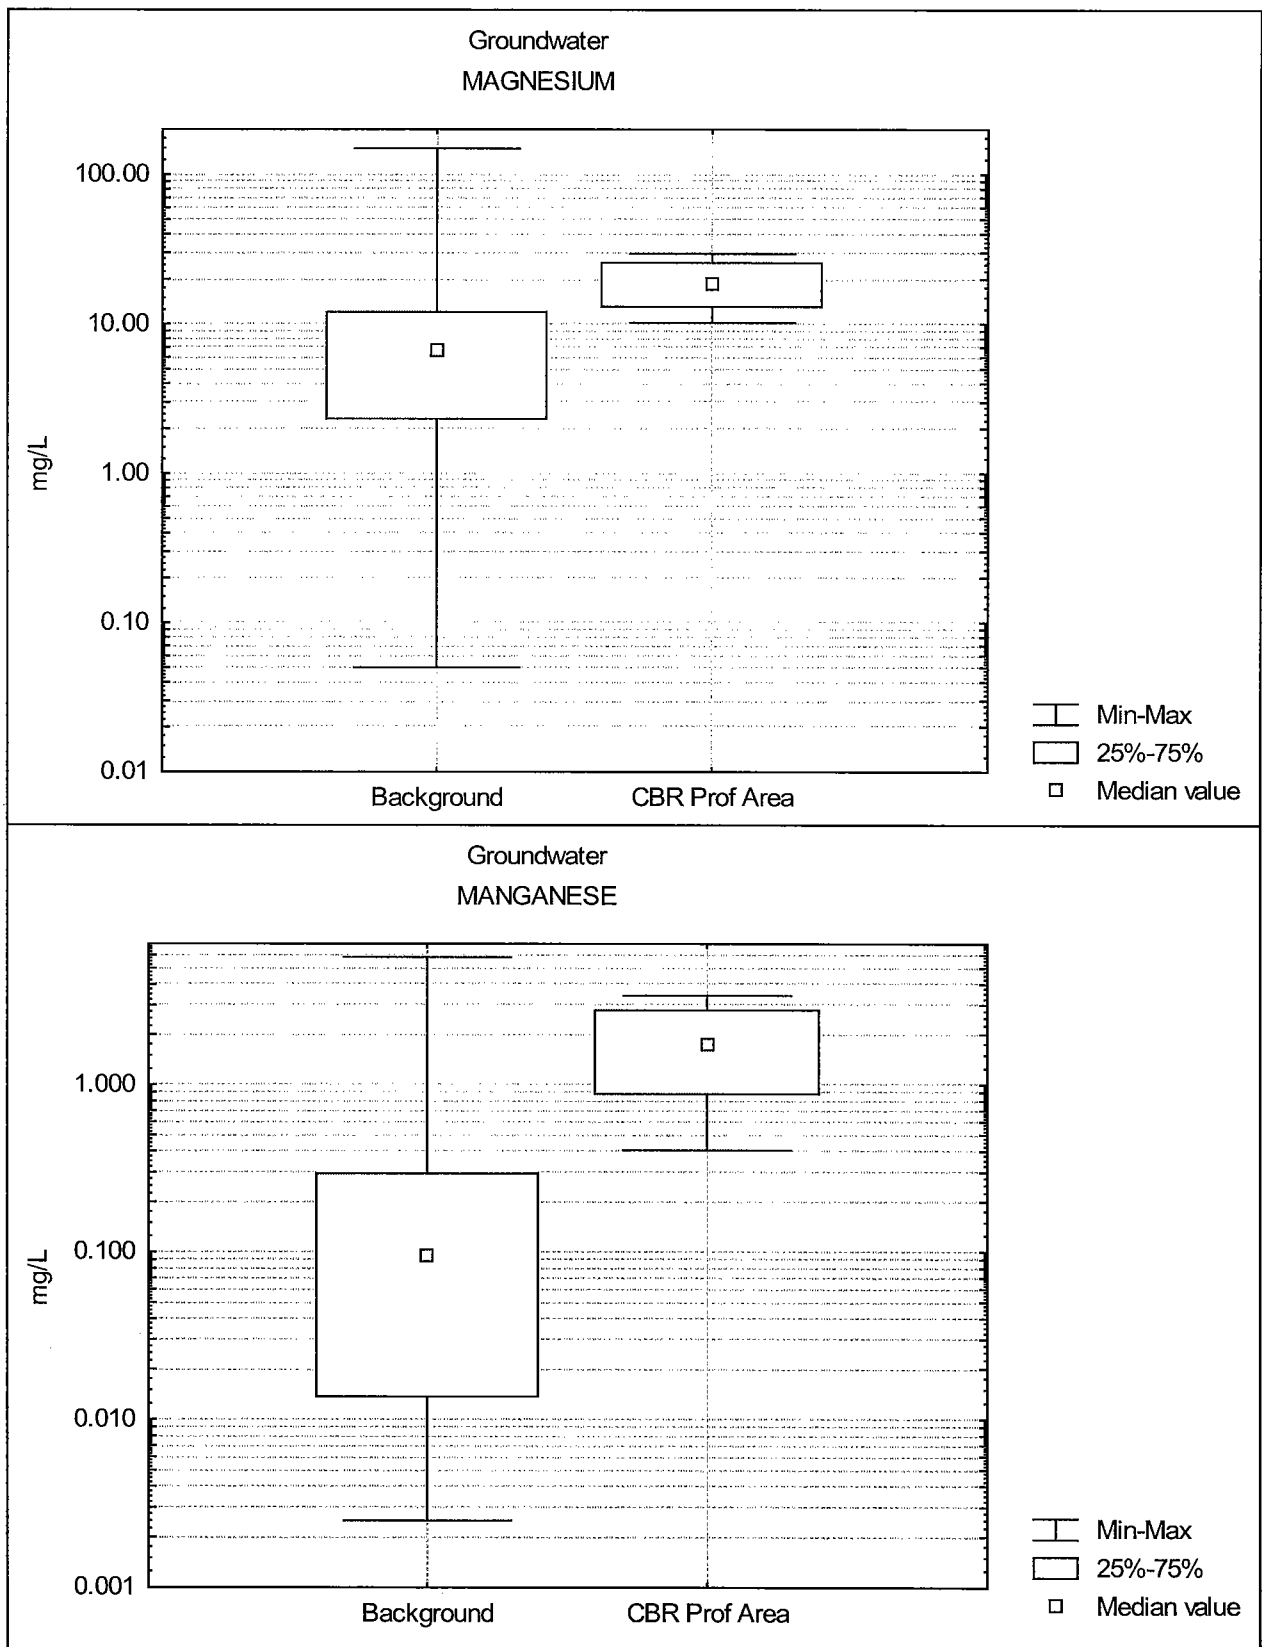 Groundwater
MAGNESIUM
mg/L
100.00
10.00
1.00
0.10
0.01
Background CBR Prof Area
Min-Max
25%-75%
Median value
Groundwater
MANGANESE
mg/L
1.000
0.100
0.010
0.001
Background CBR Prof Area
Min-Max
25%-75%
Median value